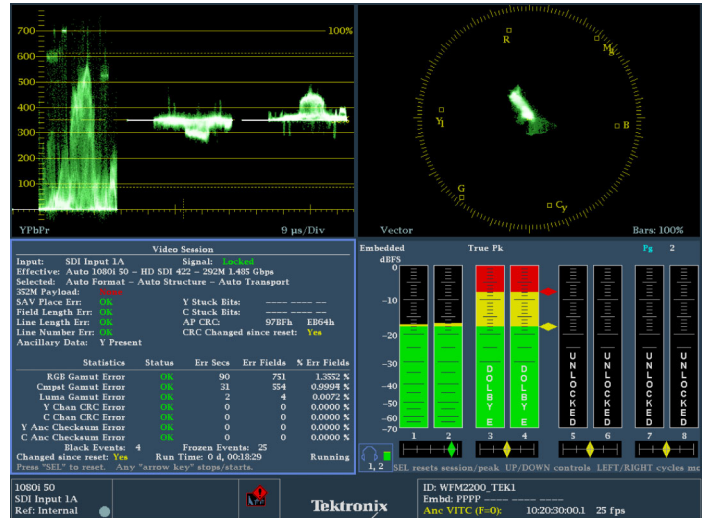 700
100%
600
500
400
350
300
200
100
YPbPr
9 µs/Div
R
Mg
Yl
B
G
Cy
Vector
Bars: 100%
Video Session
Input: SDI Input 1A Signal: Locked
Effective: Auto 1080i 50 – HD SDI 422 – 292M 1.485 Gbps
Selected: Auto Format – Auto Structure – Auto Transport
352M Payload:
SAV Place Err: OK Y Stuck Bits: ---- ---- --
Field Length Err: OK C Stuck Bits: ---- ---- --
Line Length Err: OK AP CRC: 97BFh EB64h
Line Number Err: OK CRC Changed since reset: Yes
Ancillary Data: Y Present
Statistics Status Err Secs Err Fields % Err Fields
RGB Gamut Error OK 90 751 1.3552 %
Cmpst Gamut Error OK 31 554 0.9994 %
Luma Gamut Error OK 2 4 0.0072 %
Y Chan CRC Error OK 0 0 0.0000 %
C Chan CRC Error OK 0 0 0.0000 %
Y Anc Checksum Error OK 0 0 0.0000 %
C Anc Checksum Error OK 0 0 0.0000 %
Black Events: 4 Frozen Events: 25
Changed since reset: Yes Run Time: 0 d, 00:18:29 Running
Press "SEL" to reset. Any "arrow key" stops/starts.
Embedded True Pk Pg 2
dBFS
0 0
-10 -10
-20 -20
-30 -30
-40 -40
-50 -50
-60 -60
-70 -70
DOLBY E
DOLBY E
UNLOCKED
UNLOCKED
UNLOCKED
UNLOCKED
1 2 3 4 5 6 7 8
1, 2
SEL resets session/peak UP/DOWN controls LEFT/RIGHT cycles mo
1080i 50
SDI Input 1A
Ref: Internal
Tektronix
ID: WFM2200_TEK1
Embd: PPPP ---- ---- ----
Anc VITC (F=0): 10:20:30:00.1 25 fps